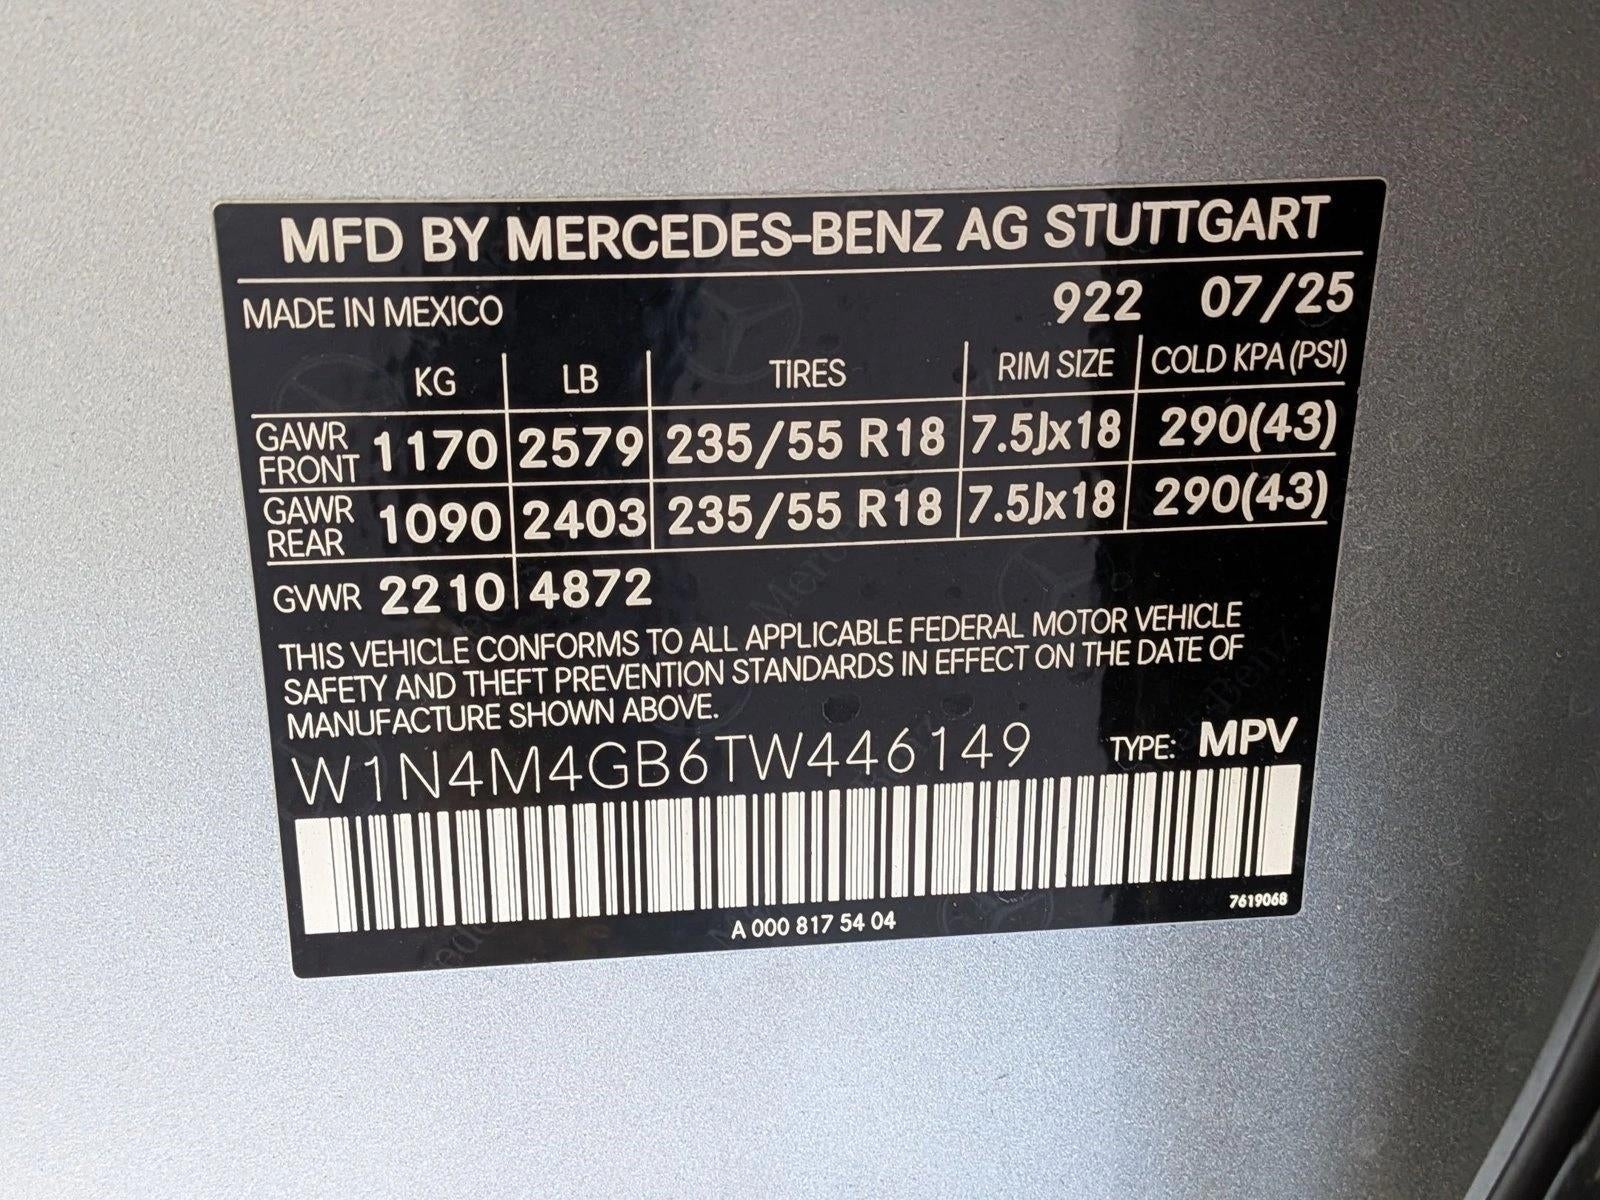 MFD BY MERCEDES-BENZ AG STUTTGART
MADE IN MEXICO 922 07/25
KG LB TIRES RIM SIZE COLD KPA (PSI)
GAWR FRONT 1170 2579 235/55 R18 7.5Jx18 290(43)
GAWR REAR 1090 2403 235/55 R18 7.5Jx18 290(43)
GVWR 2210 4872
THIS VEHICLE CONFORMS TO ALL APPLICABLE FEDERAL MOTOR VEHICLE
SAFETY AND THEFT PREVENTION STANDARDS IN EFFECT ON THE DATE OF
MANUFACTURE SHOWN ABOVE.
W1N4M4GB6TW446149 TYPE: MPV
7619068
A 000 817 54 04